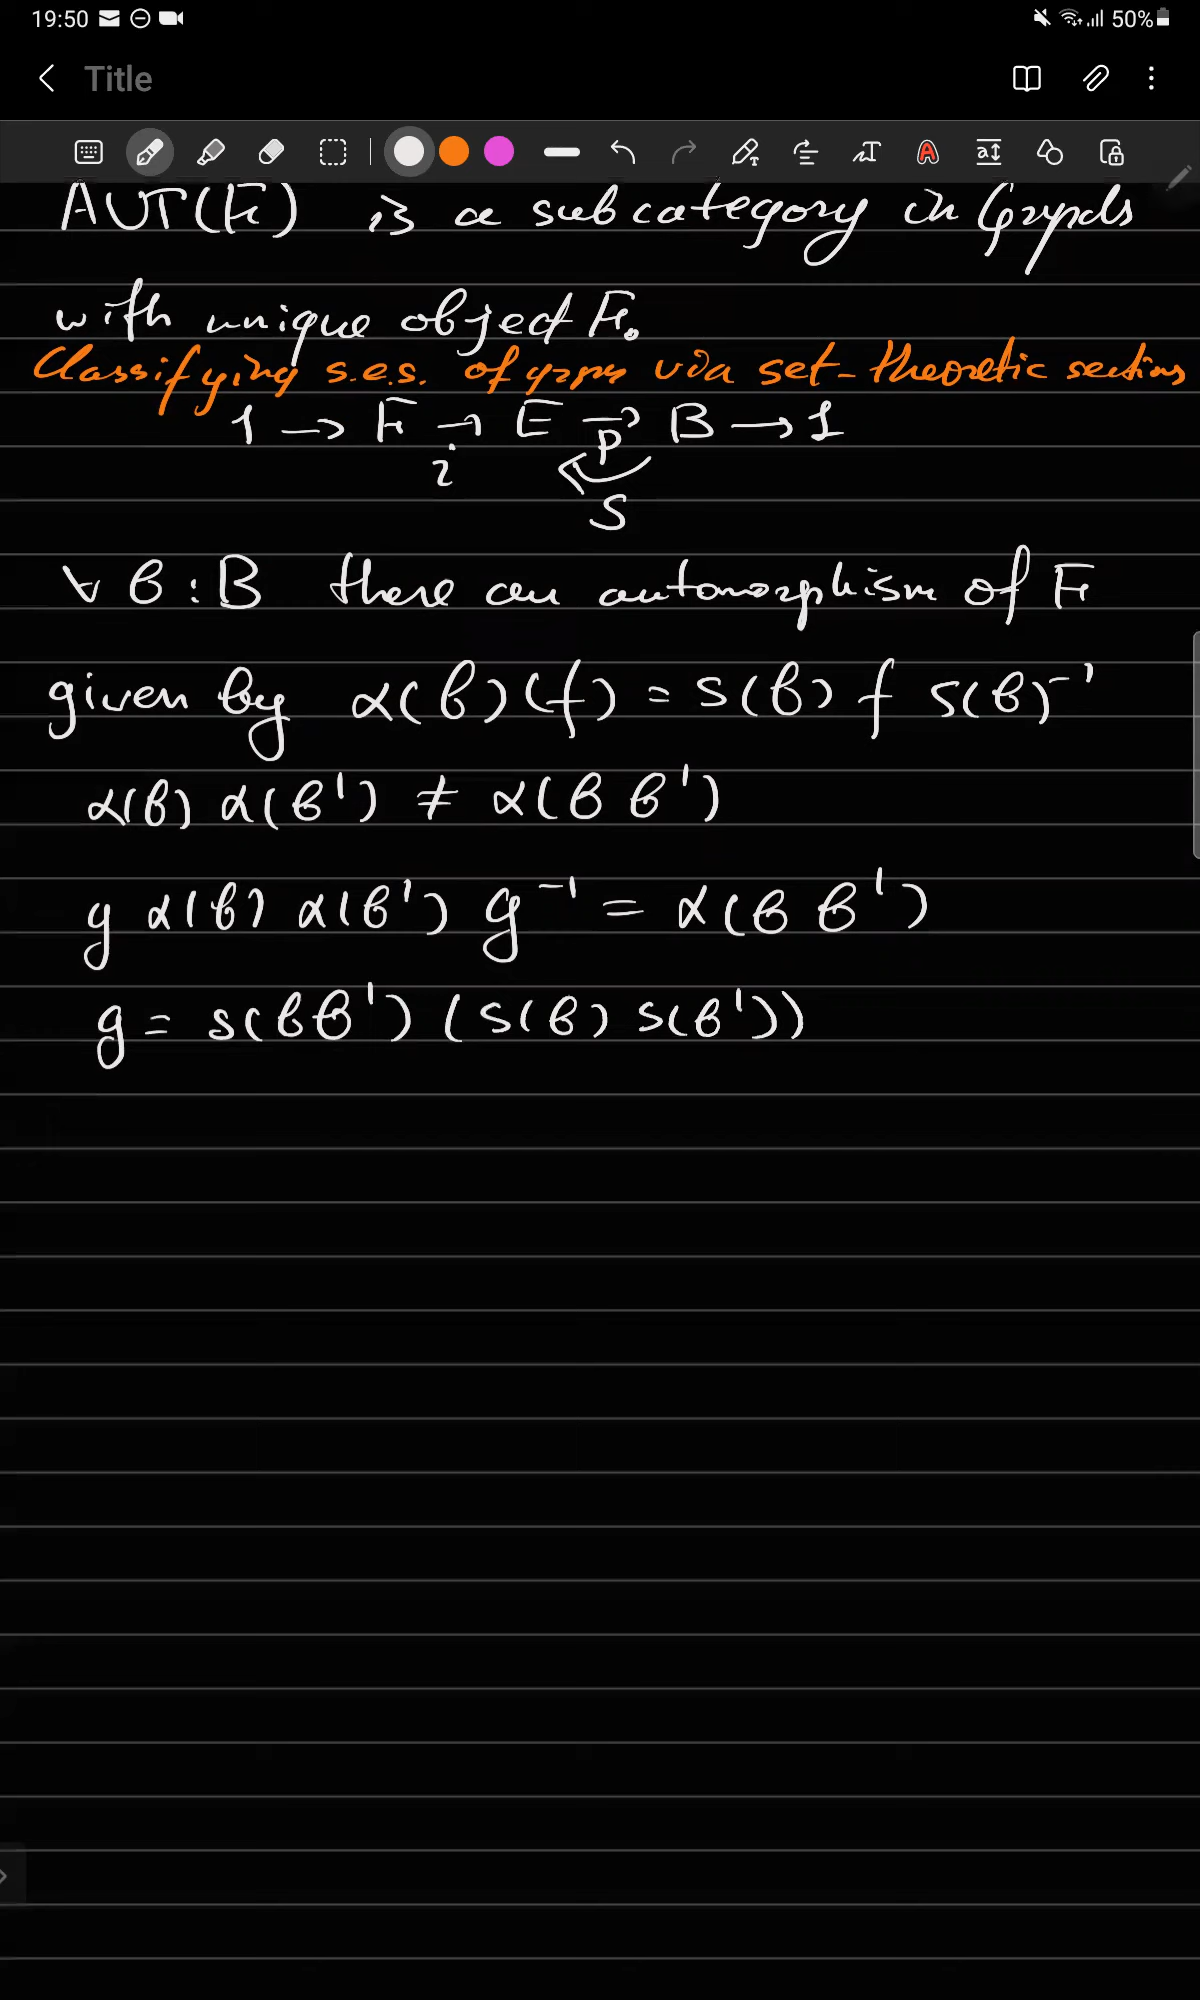 19:50 50%
Title
AUT(F) is a subcategory in Grpds
with unique object F.
Classifying s.e.s. of grps via set-theoretic sections
1 → F → E → B → 1
i p
s
∀ b : B there an automorphism of F
given by α(b)(f) = s(b) f s(b)⁻¹
α(b) α(b') ≠ α(b b')
g α(b) α(b') g⁻¹ = α(b b')
g = s(bb') (s(b) s(b'))